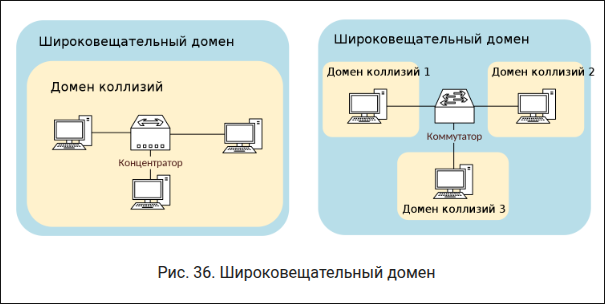 Широковещательный домен
Домен коллизий
Концентратор
Широковещательный домен
Домен коллизий 1
Домен коллизий 2
Коммутатор
Домен коллизий 3
Рис. 36. Широковещательный домен